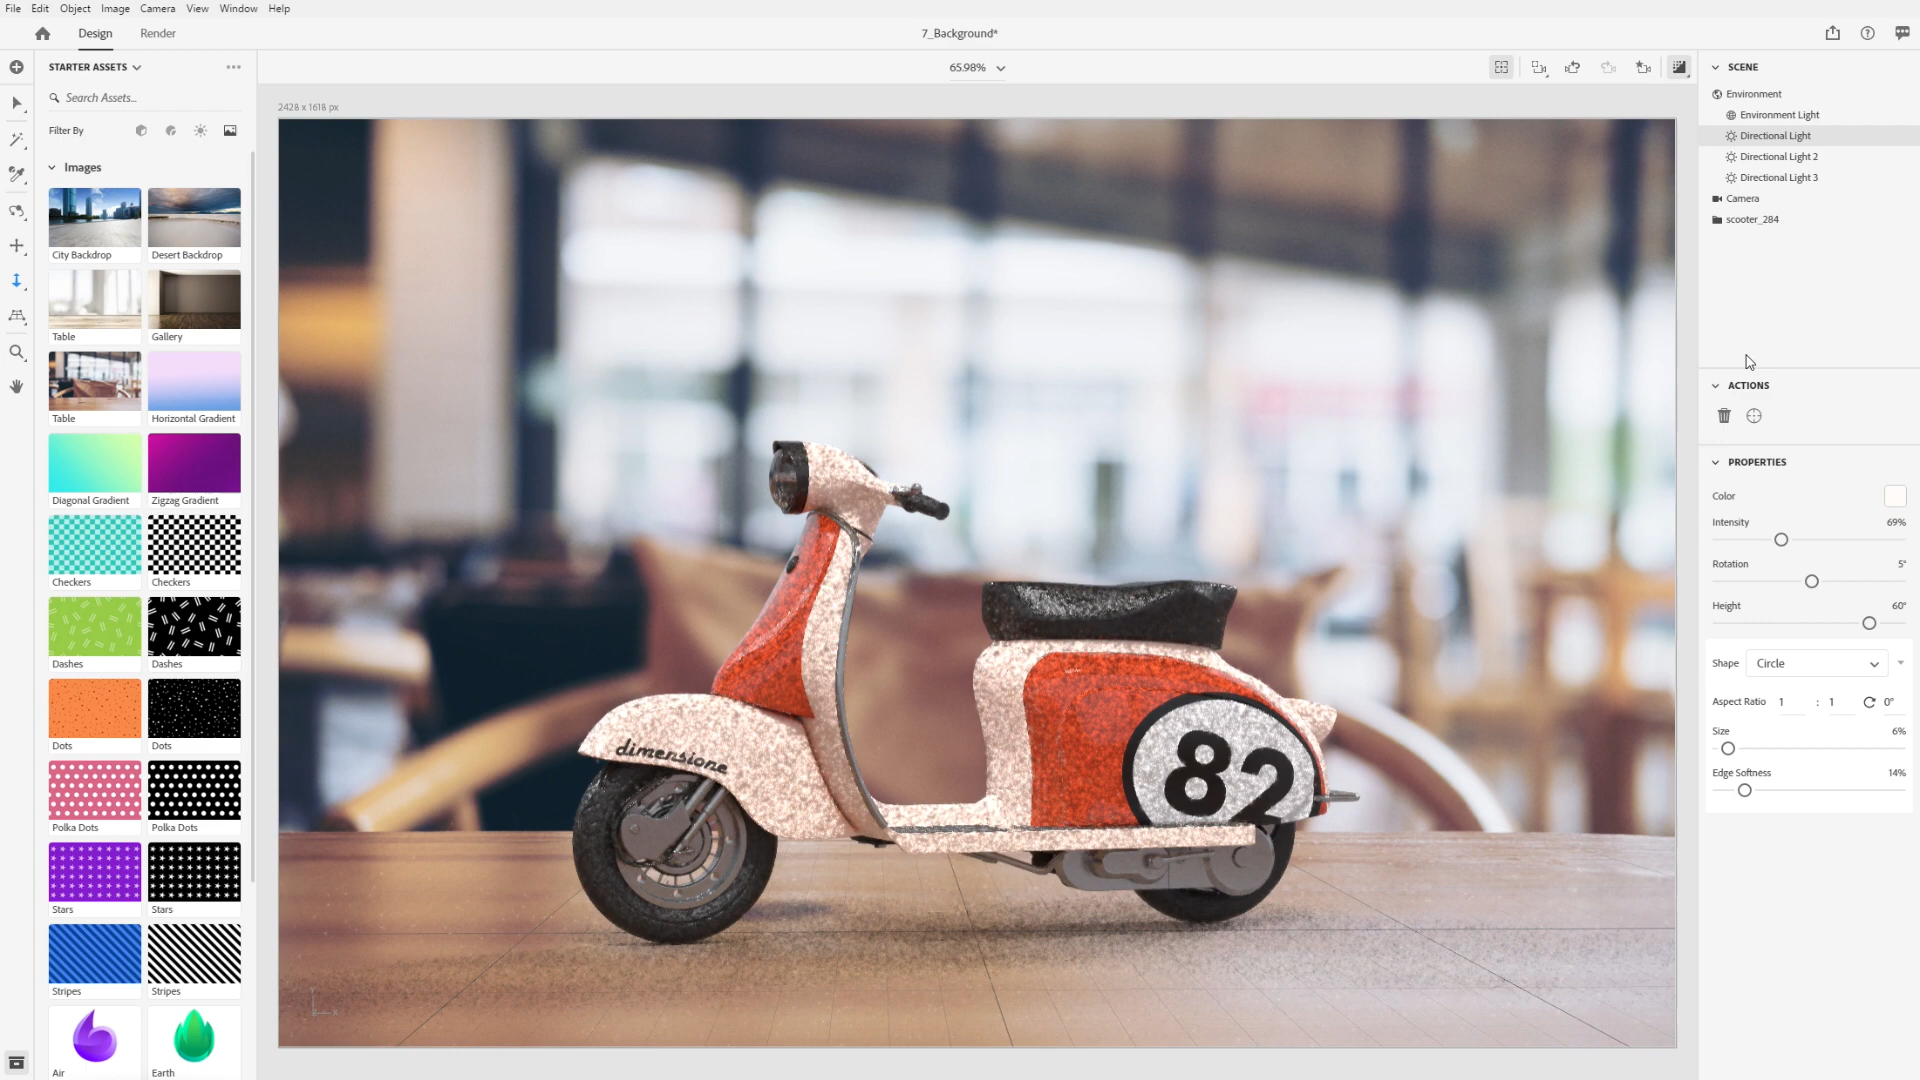 File Edit Object Image Camera View Window Help
Design Render 7_Background*
STARTER ASSETS
Search Assets...
Filter By
Images
City Backdrop Desert Backdrop
Table Gallery
Table Horizontal Gradient
Diagonal Gradient Zigzag Gradient
Checkers Checkers
Dashes Dashes
Dots Dots
Polka Dots Polka Dots
Stars Stars
Stripes Stripes
Air Earth
65.98%
2428 x 1618 px
dimensione
82
SCENE
Environment
Environment Light
Directional Light
Directional Light 2
Directional Light 3
Camera
scooter_284
ACTIONS
PROPERTIES
Color
Intensity 69%
Rotation 5°
Height 60°
Shape Circle
Aspect Ratio 1 : 1 0°
Size 6%
Edge Softness 14%